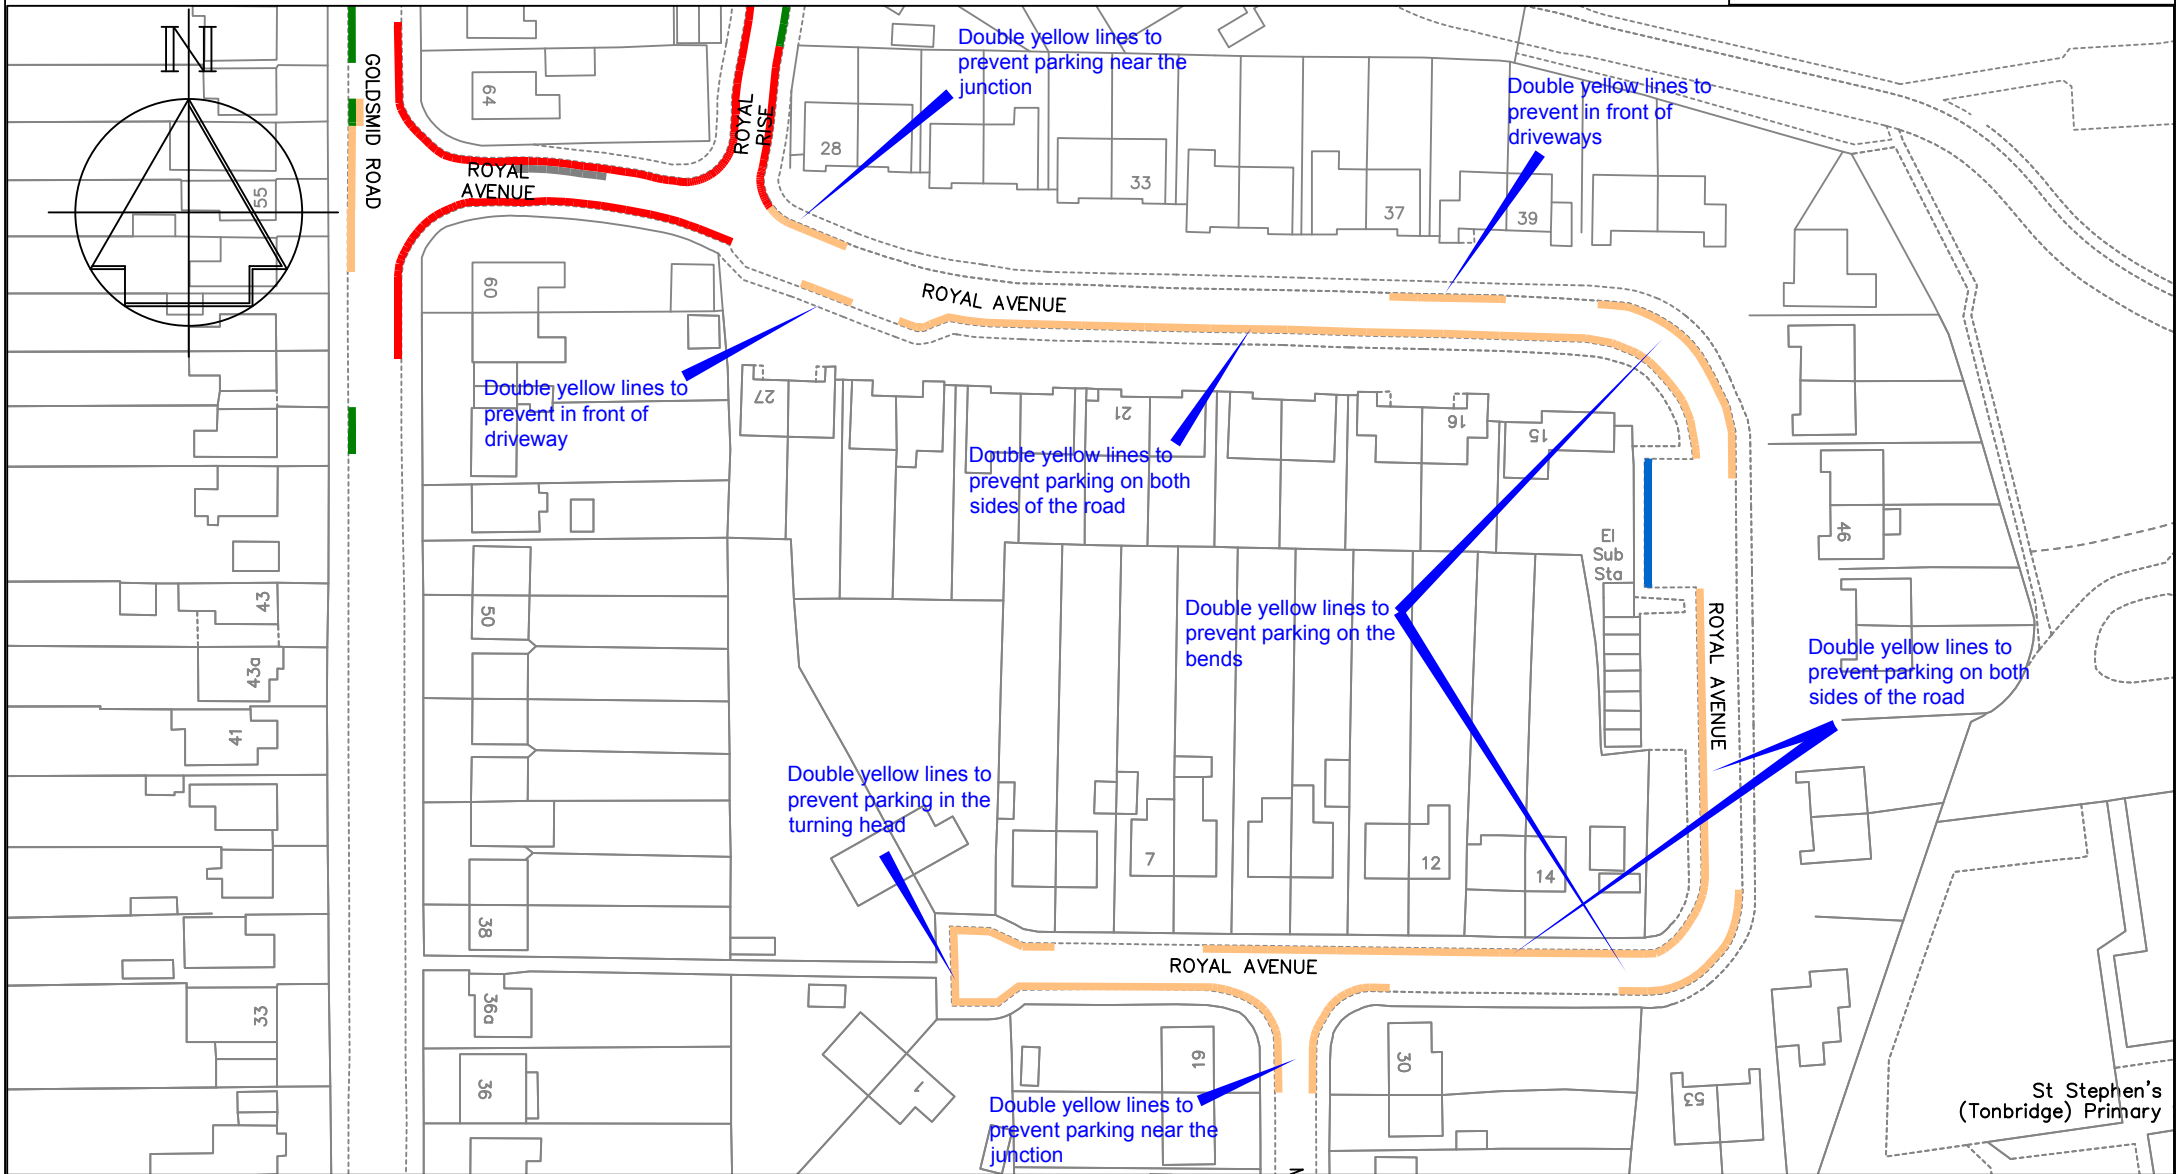 N
GOLDSMID ROAD
64
55
ROYAL
AVENUE
ROYAL
RISE
Double yellow lines to
prevent parking near the
junction
28
33
37
39
Double yellow lines to
prevent in front of
driveways
60
ROYAL AVENUE
Double yellow lines to
prevent in front of
driveway
27
21
16
15
Double yellow lines to
prevent parking on both
sides of the road
El
Sub
Sta
46
43
50
43a
41
Double yellow lines to
prevent parking on the
bends
ROYAL AVENUE
Double yellow lines to
prevent parking on both
sides of the road
Double yellow lines to
prevent parking in the
turning head
7
12
14
38
ROYAL AVENUE
33
36a
36
1
61
30
53
Double yellow lines to
prevent parking near the
junction
St Stephen's
(Tonbridge) Primary